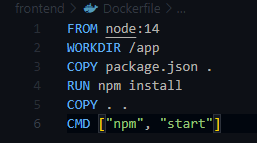 frontend > Dockerfile > ...
1 FROM node:14
2 WORKDIR /app
3 COPY package.json .
4 RUN npm install
5 COPY . .
6 CMD ["npm", "start"]